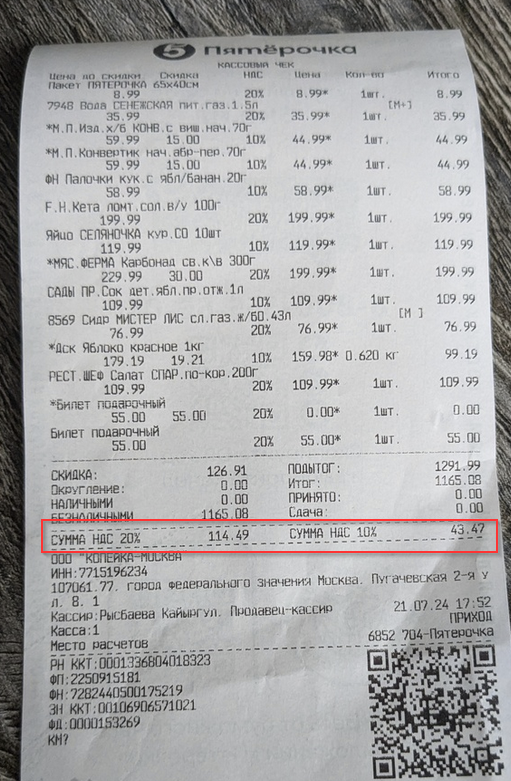 5 Пятёрочка
КАССОВЫЙ ЧЕК
Цена до скидки Скидка НДС Цена Кол-во Итого
Пакет ПЯТЕРОЧКА 65х40см
8.99 20% 8.99* 1шт. 8.99
7948 Вода СЕНЕЖСКАЯ пит.газ.1.5л [М+]
35.99 20% 35.99* 1шт. 35.99
*М.П.Изд.х/б КОНВ.с виш.нач.70г
59.99 15.00 10% 44.99* 1шт. 44.99
*М.П.Конвертик нач.абр-пер.70г
59.99 15.00 10% 44.99* 1шт. 44.99
ФН Палочки кук.с ябл/банан.20г
58.99 10% 58.99* 1шт. 58.99
F.H.Кета ломт.сол.в/у 100г
199.99 20% 199.99* 1шт. 199.99
Яйцо СЕЛЯНОЧКА кур.СО 10шт
119.99 10% 119.99* 1шт. 119.99
*МЯС.ФЕРМА Карбонад св.к\в 300г
229.99 30.00 20% 199.99* 1шт. 199.99
САДЫ ПР.Сок дет.ябл.пр.отж.1л
109.99 10% 109.99* 1шт. 109.99
8569 Сидр МИСТЕР ЛИС сл.газ.ж/б0.43л [М ]
76.99 20% 76.99* 1шт. 76.99
*Дск Яблоко красное 1кг
179.19 19.21 10% 159.98* 0.620 кг 99.19
РЕСТ.ШЕФ Салат СПАР.по-кор.200г
109.99 20% 109.99* 1шт. 109.99
*Билет подарочный
55.00 55.00 20% 0.00* 1шт. 0.00
Билет подарочный
55.00 20% 55.00* 1шт. 55.00
СКИДКА: 126.91 ПОДЫТОГ: 1291.99
Округление: 0.00 Итог: 1165.08
НАЛИЧНЫМИ 0.00 ПРИНЯТО: 0.00
БЕЗНАЛИЧНЫМИ 1165.08 Сдача: 0.00
СУММА НДС 20% 114.49 СУММА НДС 10% 43.47
ООО "КОПЕЙКА-МОСКВА"
ИНН:7715196234
107061.77. город федерального значения Москва. Пугачевская 2-я у
л. 8. 1
Кассир:Рысбаева Кайыргул. Продавец-кассир 21.07.24 17:52
Касса:1 ПРИХОД
Место расчетов 6852 704-Пятерочка
РН ККТ:0001336804018323
ФП:2250915181
ФН:7282440500175219
ЗН ККТ:00106906571021
ФД:0000153269
КМ?